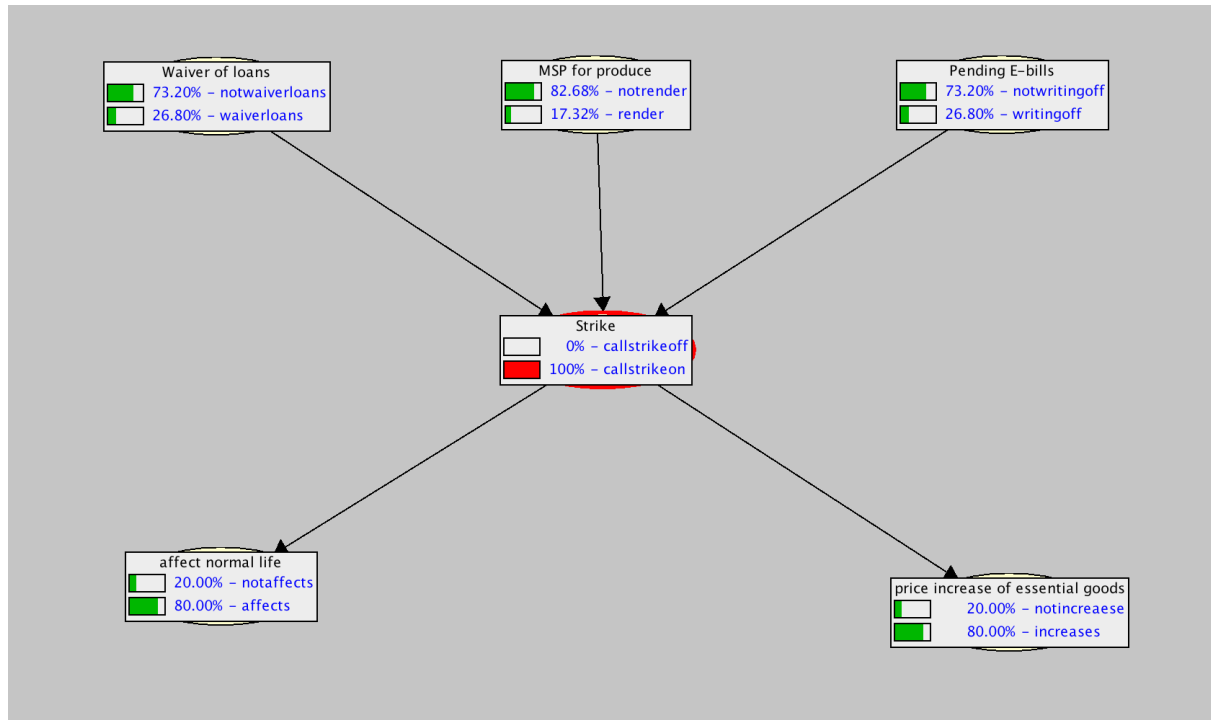 Waiver of loans
73.20% - notwaiverloans
26.80% - waiverloans
MSP for produce
82.68% - notrender
17.32% - render
Pending E-bills
73.20% - notwritingoff
26.80% - writingoff
Strike
0% - callstrikeoff
100% - callstrikeon
affect normal life
20.00% - notaffects
80.00% - affects
price increase of essential goods
20.00% - notincreaese
80.00% - increases